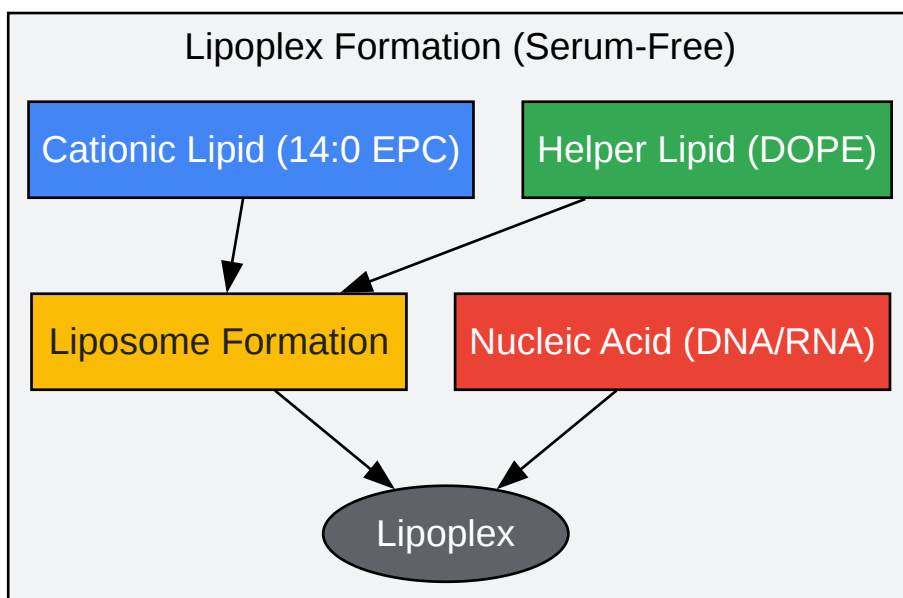 Lipoplex Formation (Serum-Free)
Cationic Lipid (14:0 EPC)
Helper Lipid (DOPE)
Liposome Formation
Nucleic Acid (DNA/RNA)
Lipoplex